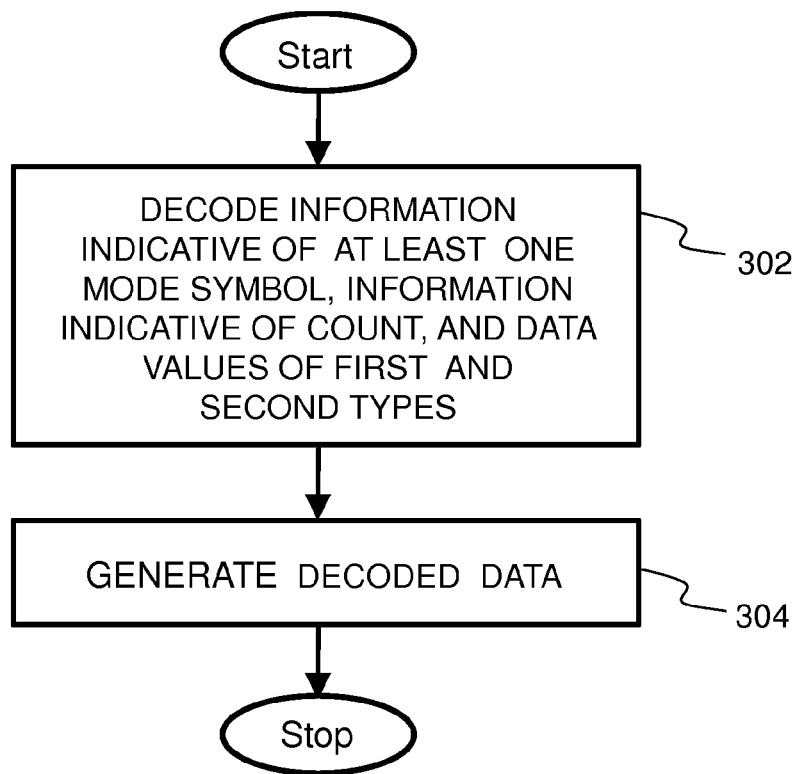 Start
DECODE INFORMATION
INDICATIVE OF AT LEAST ONE
MODE SYMBOL, INFORMATION
INDICATIVE OF COUNT, AND DATA
VALUES OF FIRST AND
SECOND TYPES
302
GENERATE DECODED DATA
304
Stop